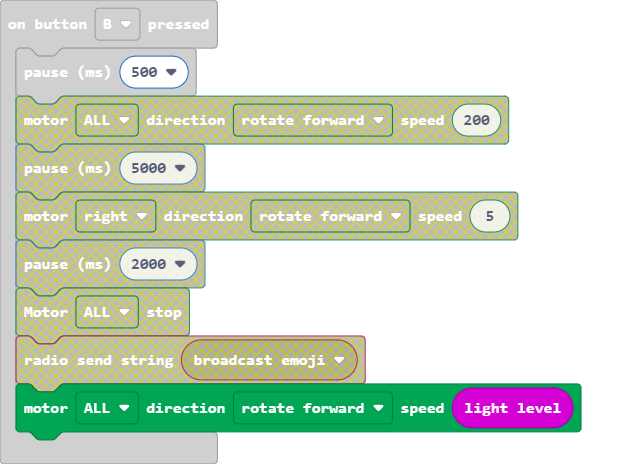 on button B pressed
pause (ms) 500
motor ALL direction rotate forward speed 200
pause (ms) 5000
motor right direction rotate forward speed 5
pause (ms) 2000
Motor ALL stop
radio send string broadcast emoji
motor ALL direction rotate forward speed light level